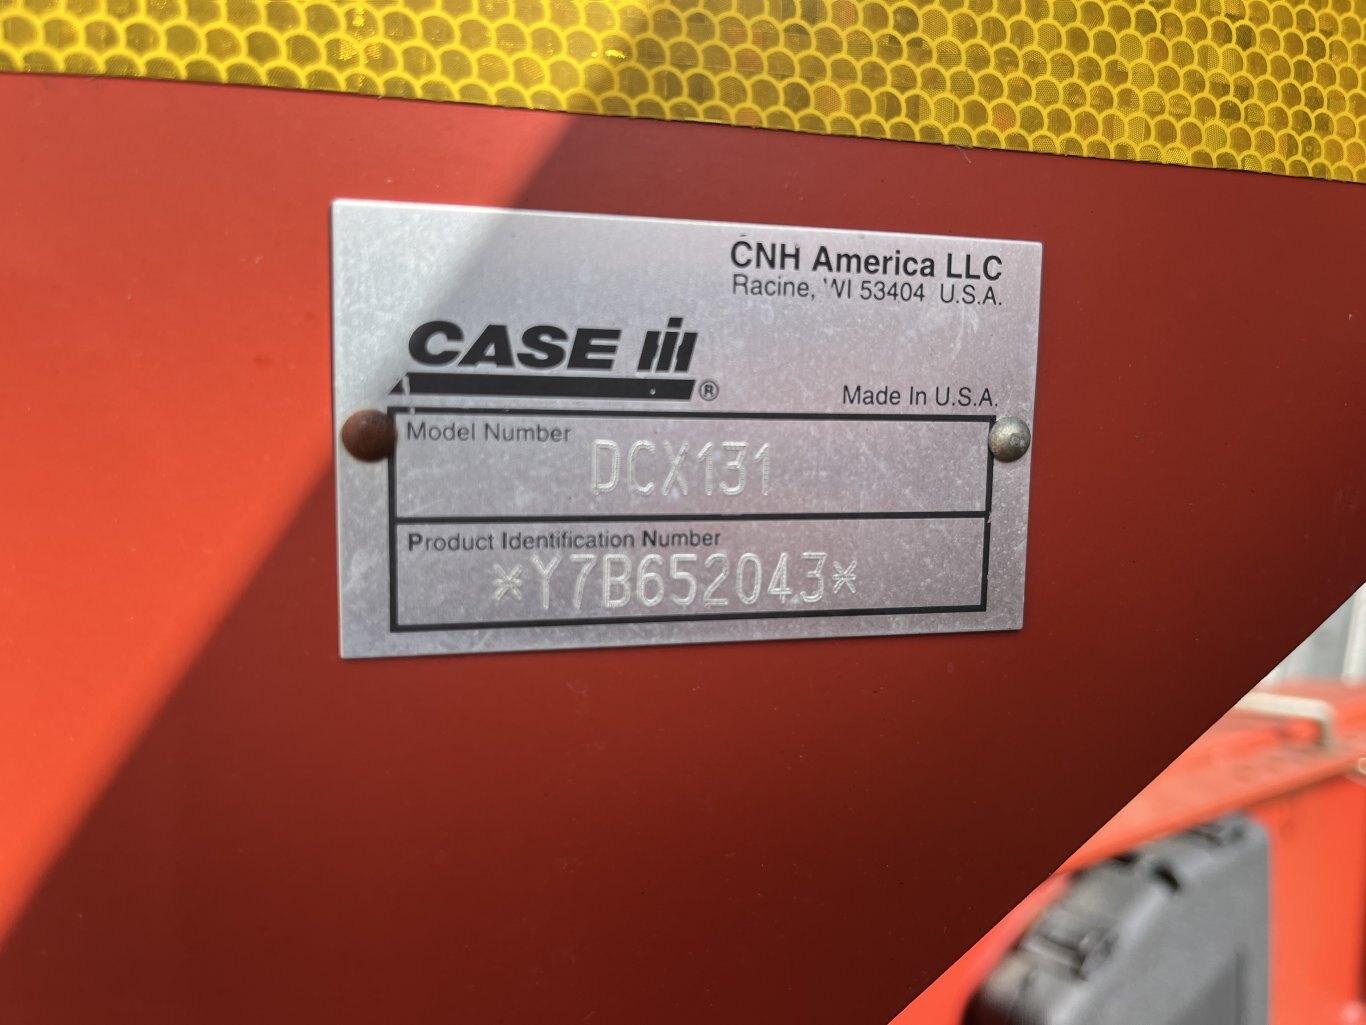 CNH America LLC
Racine, WI 53404 U.S.A.
CASE IH ®
Made In U.S.A.
Model Number
DCX131
Product Identification Number
*Y7B652043*